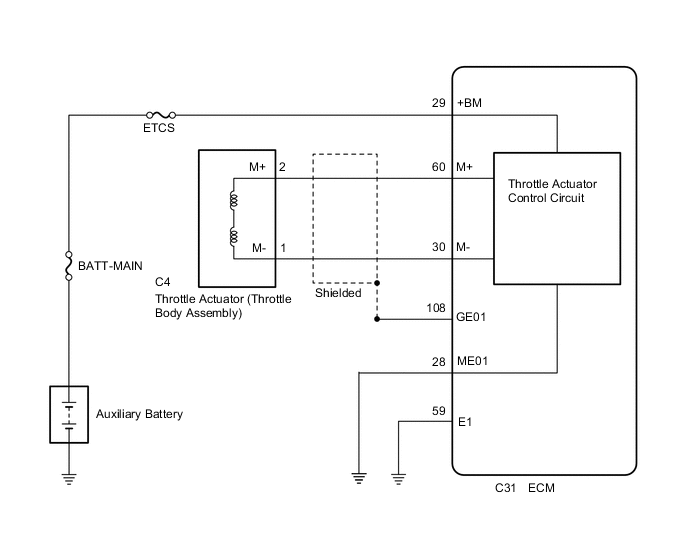 29 +BM
ETCS
M+ 2
60 M+
Throttle Actuator
Control Circuit
M- 1
30 M-
BATT-MAIN
C4
Throttle Actuator (Throttle
Body Assembly)
Shielded
108 GE01
28 ME01
Auxiliary Battery
59 E1
C31 ECM